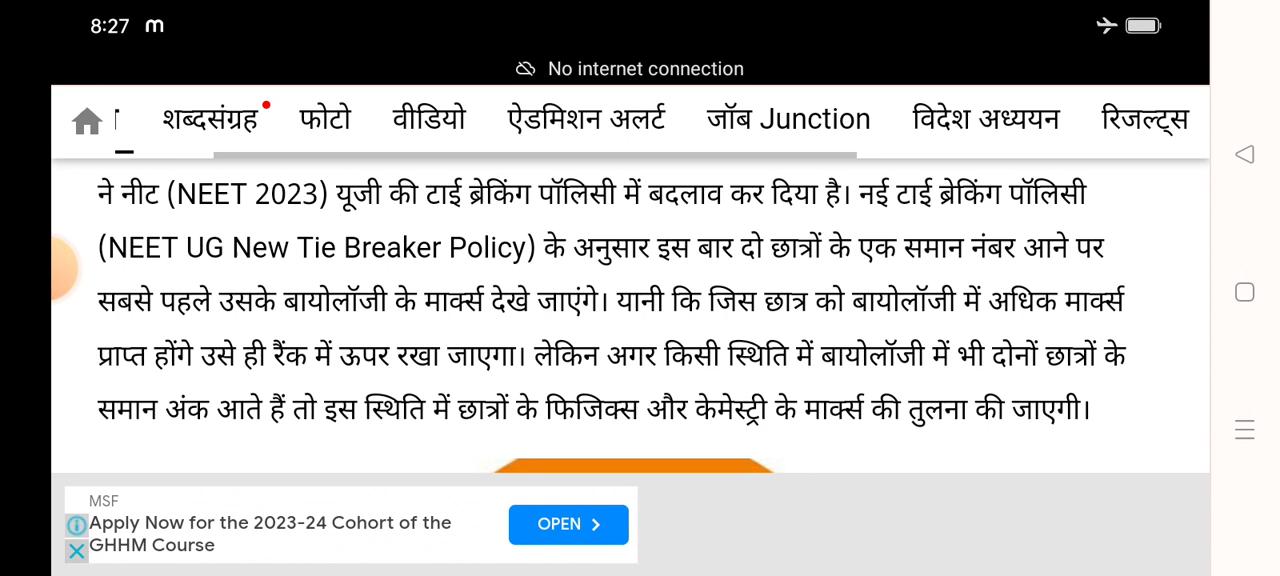 8:27 m
No internet connection
शब्दसंग्रह फोटो वीडियो ऐडमिशन अलर्ट जॉब Junction विदेश अध्ययन रिजल्ट्स
ने नीट (NEET 2023) यूजी की टाई ब्रेकिंग पॉलिसी में बदलाव कर दिया है। नई टाई ब्रेकिंग पॉलिसी
(NEET UG New Tie Breaker Policy) के अनुसार इस बार दो छात्रों के एक समान नंबर आने पर
सबसे पहले उसके बायोलॉजी के मार्क्स देखे जाएंगे। यानी कि जिस छात्र को बायोलॉजी में अधिक मार्क्स
प्राप्त होंगे उसे ही रैंक में ऊपर रखा जाएगा। लेकिन अगर किसी स्थिति में बायोलॉजी में भी दोनों छात्रों के
समान अंक आते हैं तो इस स्थिति में छात्रों के फिजिक्स और केमेस्ट्री के मार्क्स की तुलना की जाएगी।
MSF
Apply Now for the 2023-24 Cohort of the
GHHM Course
OPEN